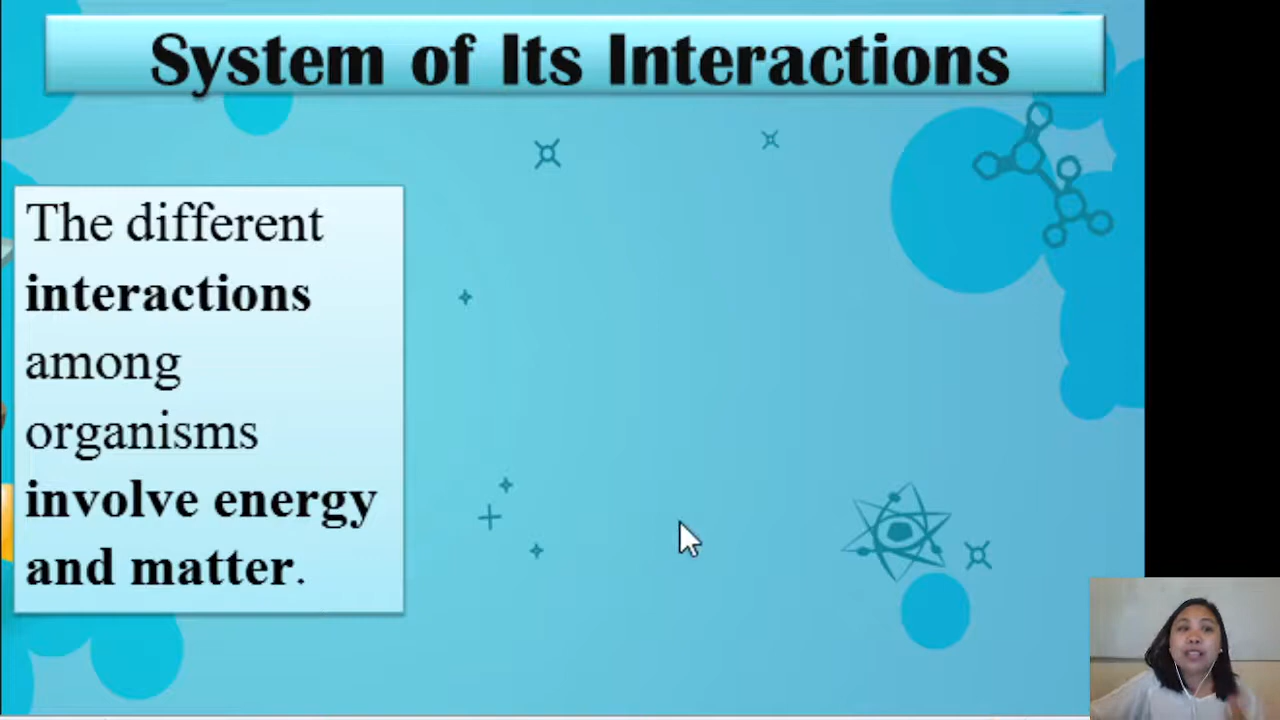 System of Its Interactions
The different
interactions
among
organisms
involve energy
and matter.